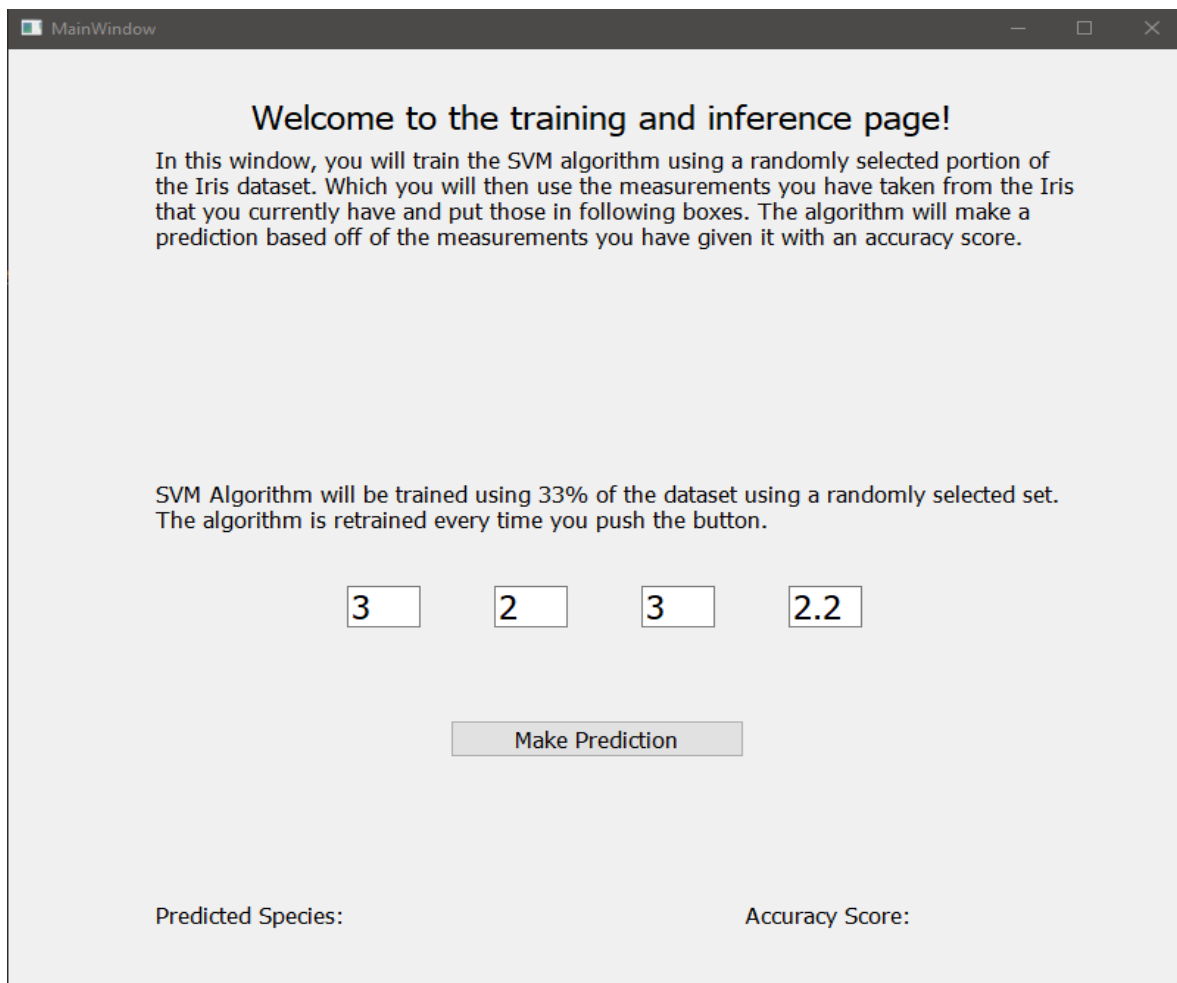 MainWindow
Welcome to the training and inference page!
In this window, you will train the SVM algorithm using a randomly selected portion of
the Iris dataset. Which you will then use the measurements you have taken from the Iris
that you currently have and put those in following boxes. The algorithm will make a
prediction based off of the measurements you have given it with an accuracy score.
SVM Algorithm will be trained using 33% of the dataset using a randomly selected set.
The algorithm is retrained every time you push the button.
3 2 3 2.2
Make Prediction
Predicted Species: Accuracy Score: